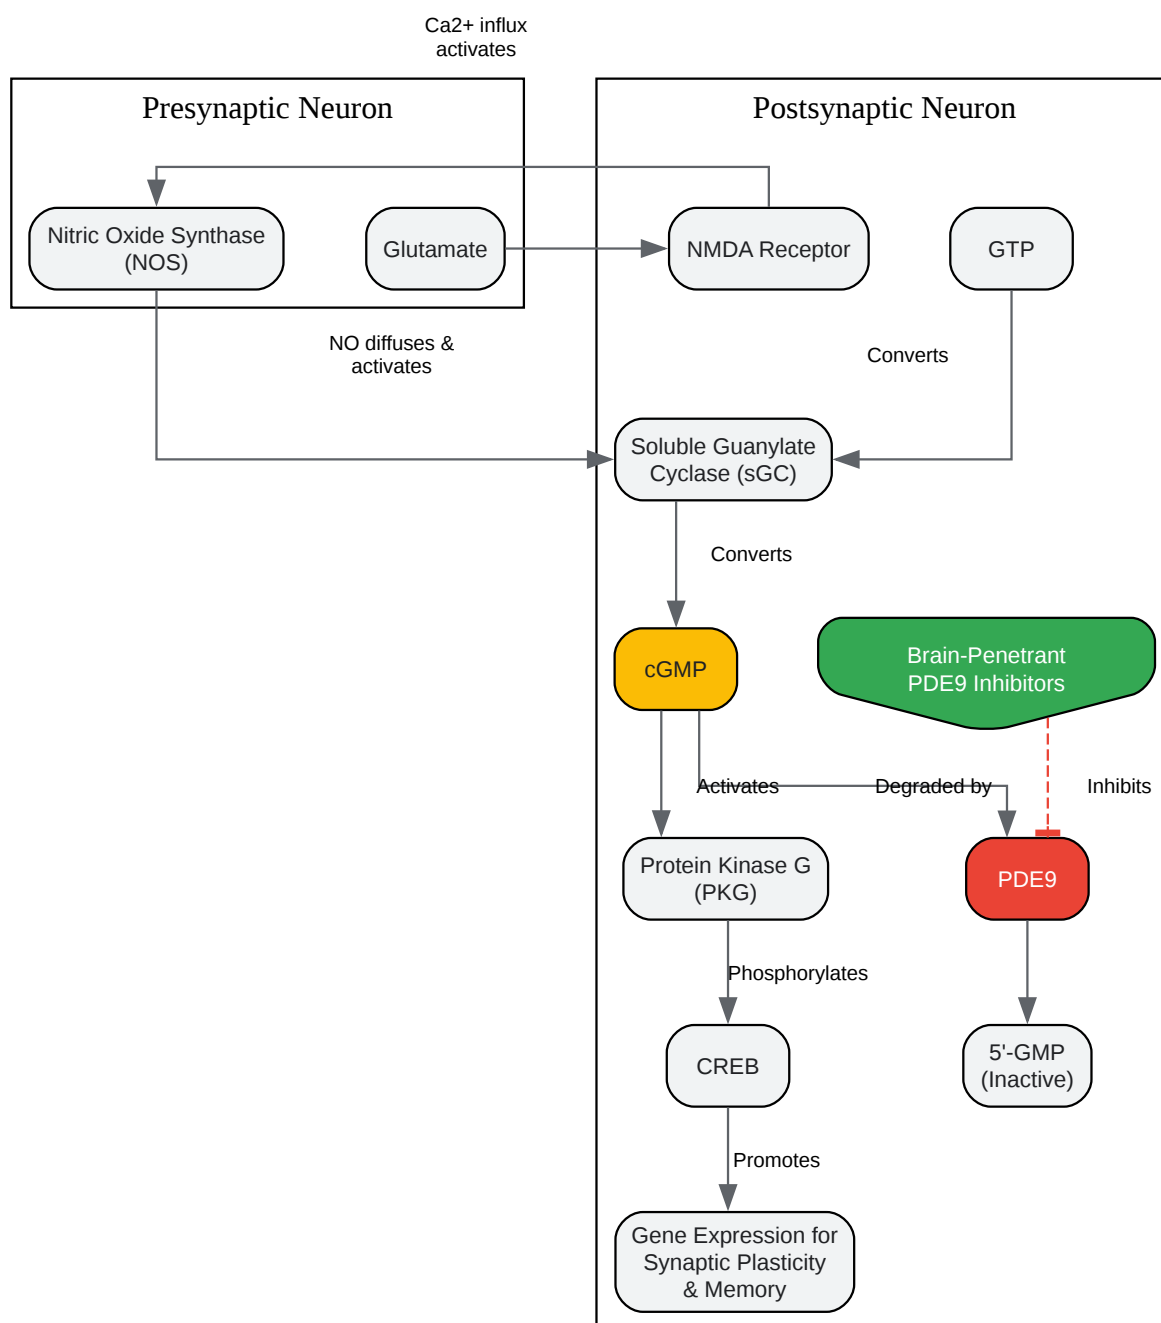 Ca2+ influx
activates
Presynaptic Neuron
Postsynaptic Neuron
Nitric Oxide Synthase
(NOS)
Glutamate
NMDA Receptor
GTP
NO diffuses &
activates
Converts
Soluble Guanylate
Cyclase (sGC)
Converts
cGMP
Brain-Penetrant
PDE9 Inhibitors
Activates
Degraded by
Inhibits
Protein Kinase G
(PKG)
PDE9
Phosphorylates
CREB
5'-GMP
(Inactive)
Promotes
Gene Expression for
Synaptic Plasticity
& Memory